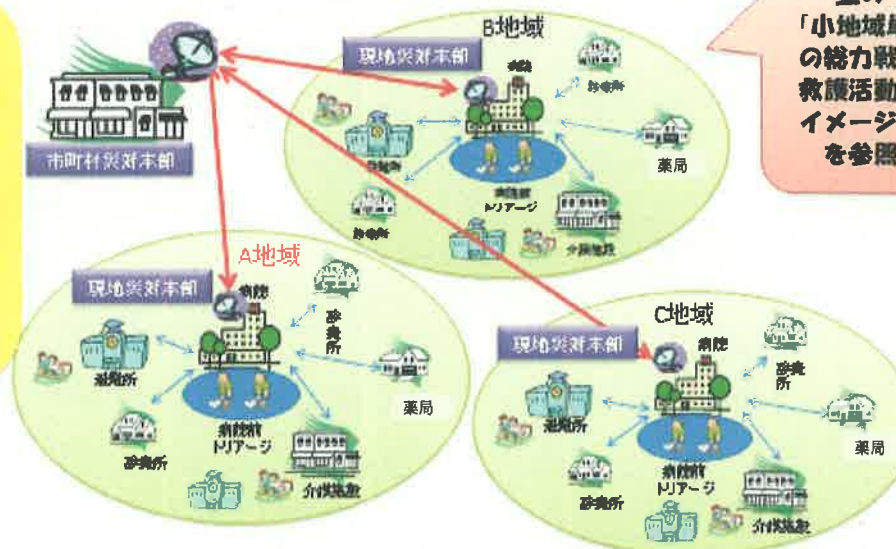 「小地域
の総力戦
救護活動
イメージ
を参照
市町村災対本部
B地域
現地災対本部
病院
診療所
避難所
薬局
病院前
トリアージ
診療所
介護施設
A地域
現地災対本部
病院
診療所
避難所
薬局
病院前
トリアージ
診療所
介護施設
C地域
現地災対本部
病院
診療所
避難所
薬局
病院前
トリアージ
診療所
介護施設